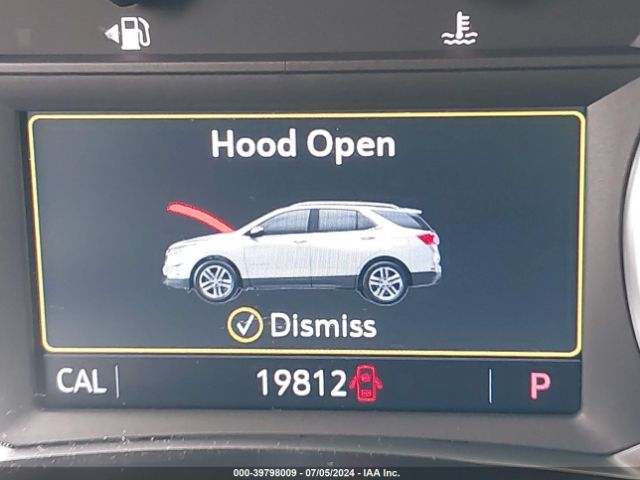 Hood Open
Dismiss
CAL
19812
P
000-39798009 / 07/05/2024 - IAA Inc.